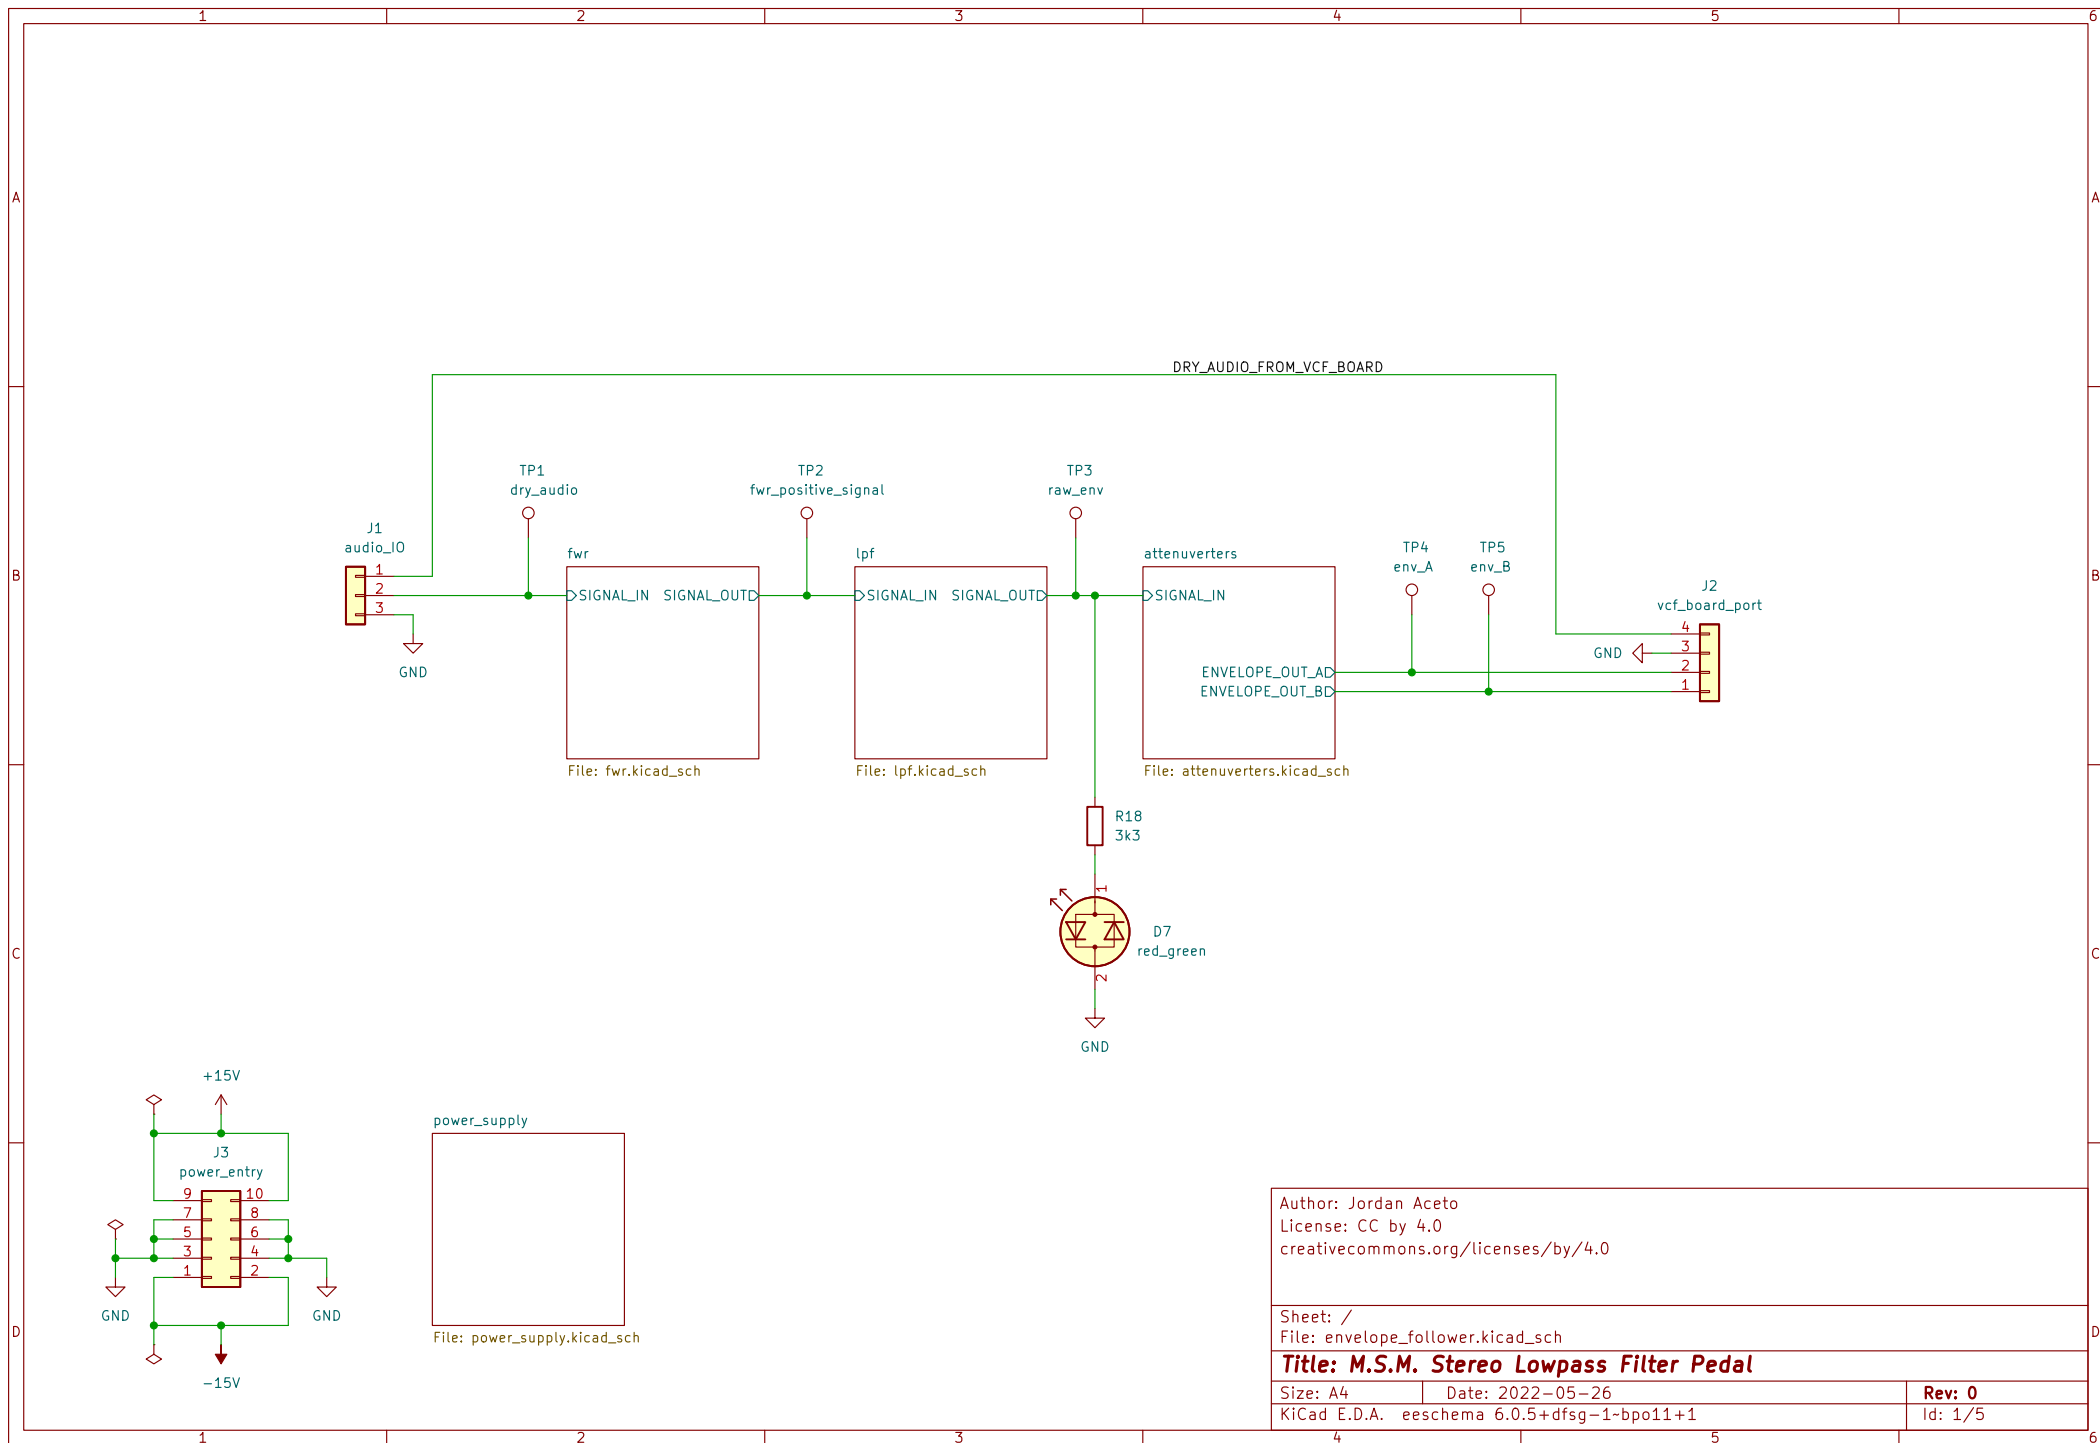 1 2 3 4 5 6
A A
DRY_AUDIO_FROM_VCF_BOARD
TP1
dry_audio
TP2
fwr_positive_signal
TP3
raw_env
J1
audio_IO
1
2
3
GND
fwr
SIGNAL_IN SIGNAL_OUT
File: fwr.kicad_sch
lpf
SIGNAL_IN SIGNAL_OUT
File: lpf.kicad_sch
attenuverters
SIGNAL_IN
ENVELOPE_OUT_A
ENVELOPE_OUT_B
File: attenuverters.kicad_sch
TP4
env_A
TP5
env_B
J2
vcf_board_port
4
GND 3
2
1
B B
R18
3k3
1
D7
red_green
2
GND
C C
+15V
J3
power_entry
9 10
7 8
5 6
3 4
1 2
GND GND
-15V
power_supply
File: power_supply.kicad_sch
D D
Author: Jordan Aceto
License: CC by 4.0
creativecommons.org/licenses/by/4.0
Sheet: /
File: envelope_follower.kicad_sch
Title: M.S.M. Stereo Lowpass Filter Pedal
Size: A4 Date: 2022-05-26 Rev: 0
KiCad E.D.A. eeschema 6.0.5+dfsg-1~bpo11+1 Id: 1/5
1 2 3 4 5 6